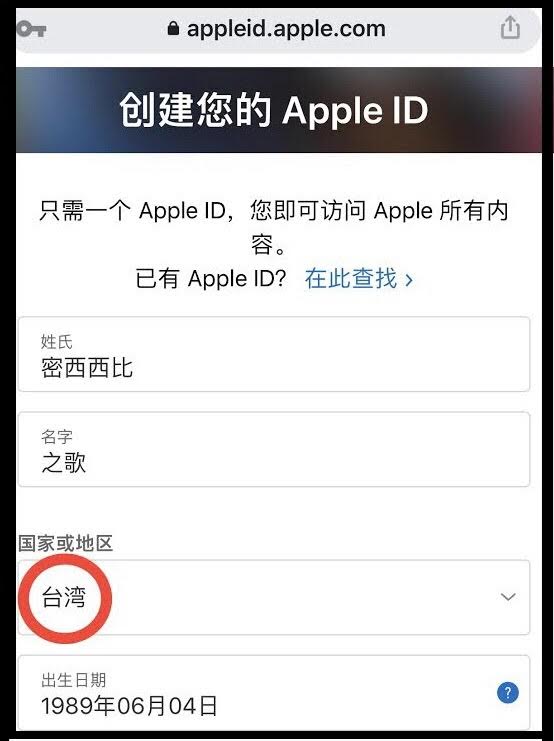 appleid.apple.com
创建您的 Apple ID
只需一个 Apple ID，您即可访问 Apple 所有内
容。
已有 Apple ID？ 在此查找 ›
姓氏
密西西比
名字
之歌
国家或地区
台湾
出生日期
1989年06月04日
?